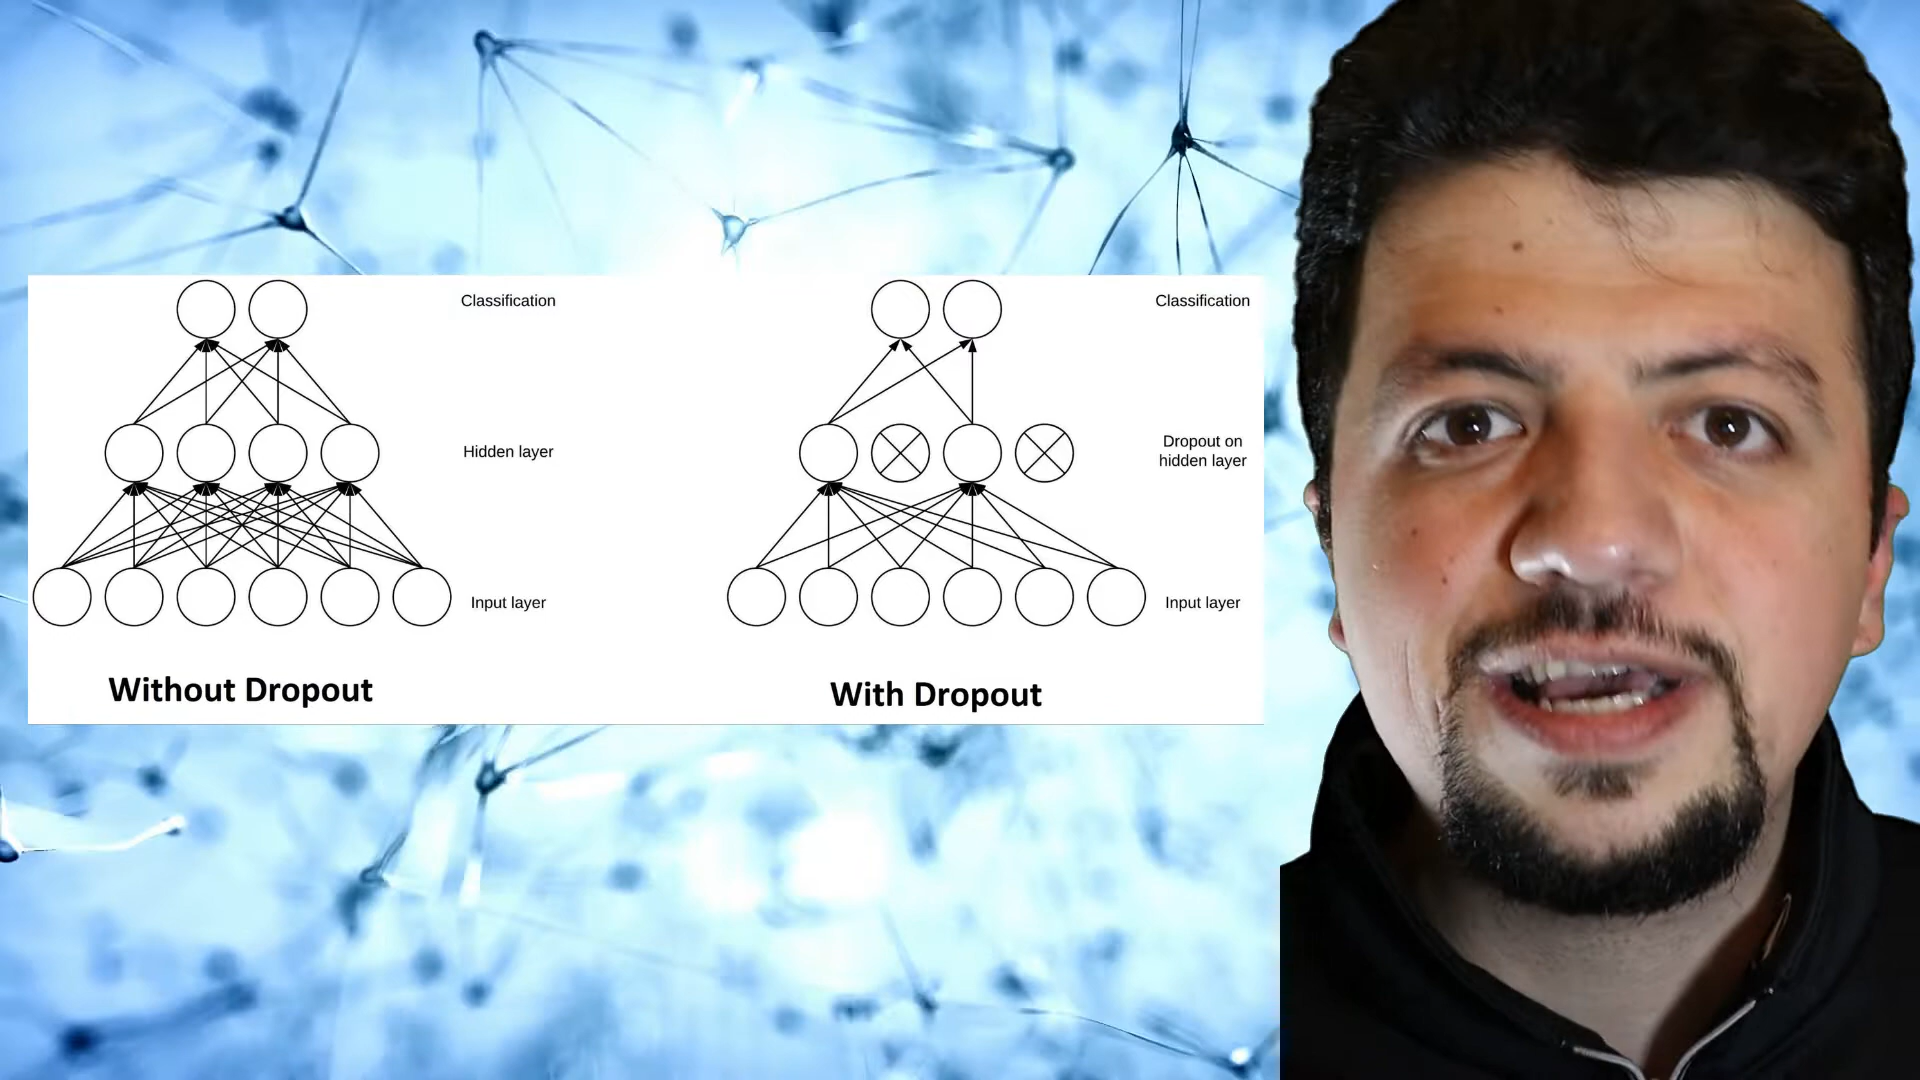 Classification
Hidden layer
Input layer
Without Dropout
Classification
Dropout on
hidden layer
Input layer
With Dropout